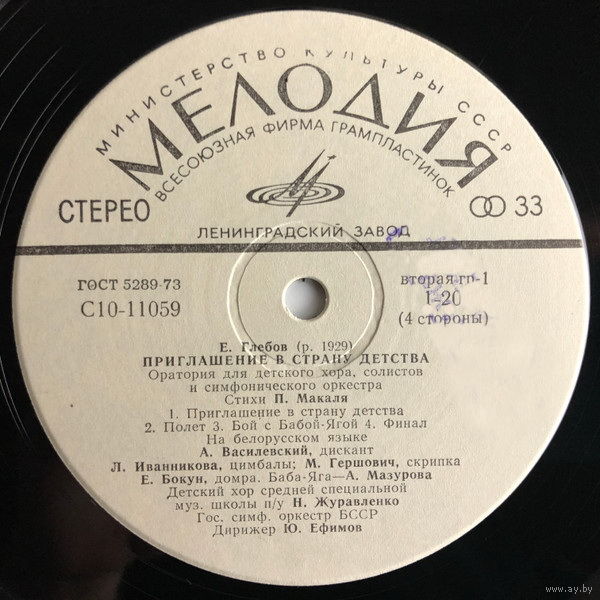 МИНИСТЕРСТВО КУЛЬТУРЫ СССР
МЕЛОДИЯ
ВСЕСОЮЗНАЯ ФИРМА ГРАМПЛАСТИНОК
СТЕРЕО
33
ЛЕНИНГРАДСКИЙ ЗАВОД
ГОСТ 5289-73
С10-11059
вторая гр-1
1-20
(4 стороны)
Е. Глебов (р. 1929)
ПРИГЛАШЕНИЕ В СТРАНУ ДЕТСТВА
Оратория для детского хора, солистов
и симфонического оркестра
Стихи П. Макаля
1. Приглашение в страну детства
2. Полет 3. Бой с Бабой-Ягой 4. Финал
На белорусском языке
А. Василевский, дискант
Л. Иванникова, цимбалы; М. Гершович, скрипка
Е. Бокун, домра. Баба-Яга—А. Мазурова
Детский хор средней специальной
муз. школы п/у Н. Журавленко
Гос. симф. оркестр БССР
Дирижер Ю. Ефимов
www.ay.by